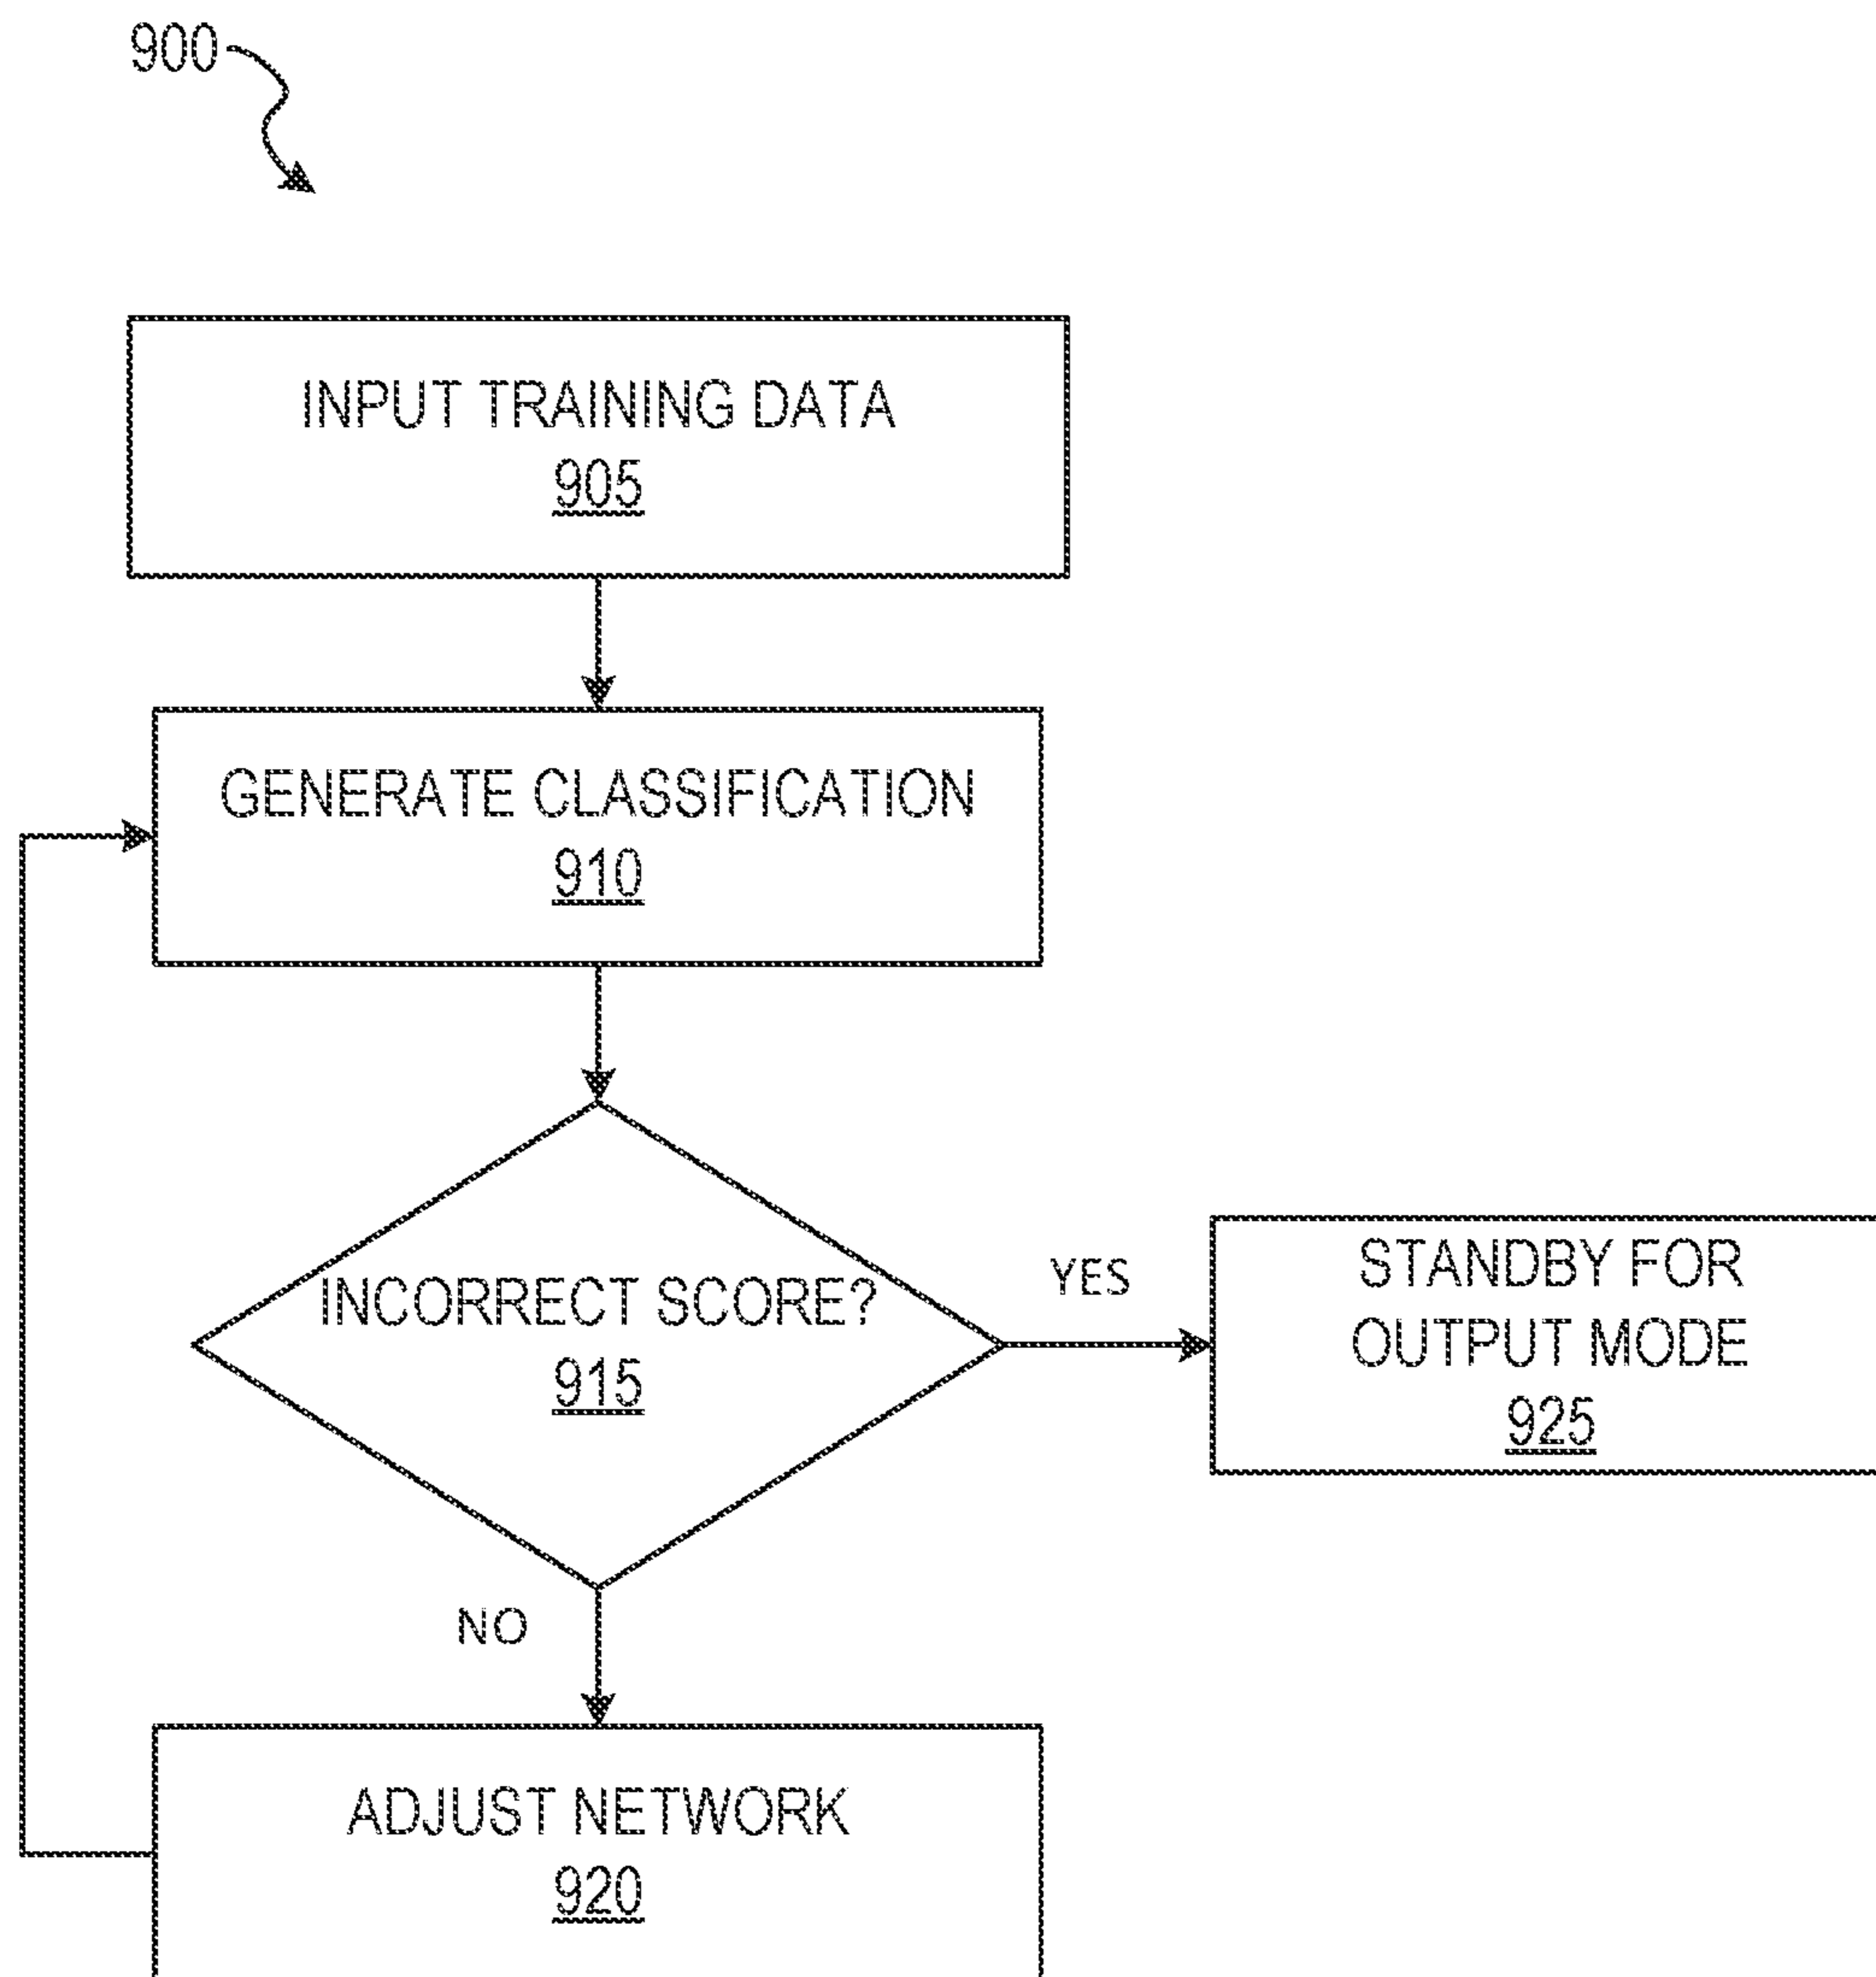 900
INPUT TRAINING DATA
905
GENERATE CLASSIFICATION
910
INCORRECT SCORE?
915
YES
STANDBY FOR
OUTPUT MODE
925
NO
ADJUST NETWORK
920